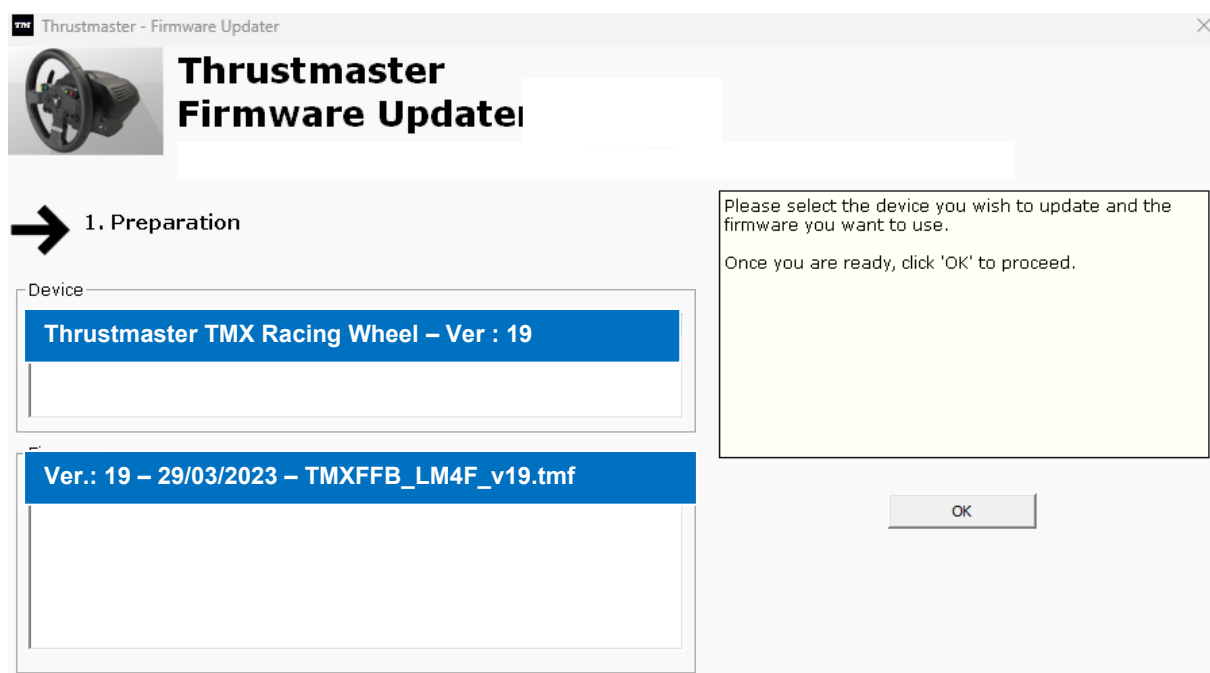 Thrustmaster - Firmware Updater
Thrustmaster
Firmware Updater
1. Preparation
Please select the device you wish to update and the
firmware you want to use.
Once you are ready, click 'OK' to proceed.
Device
Thrustmaster TMX Racing Wheel – Ver : 19
Ver.: 19 – 29/03/2023 – TMXFFB_LM4F_v19.tmf
OK